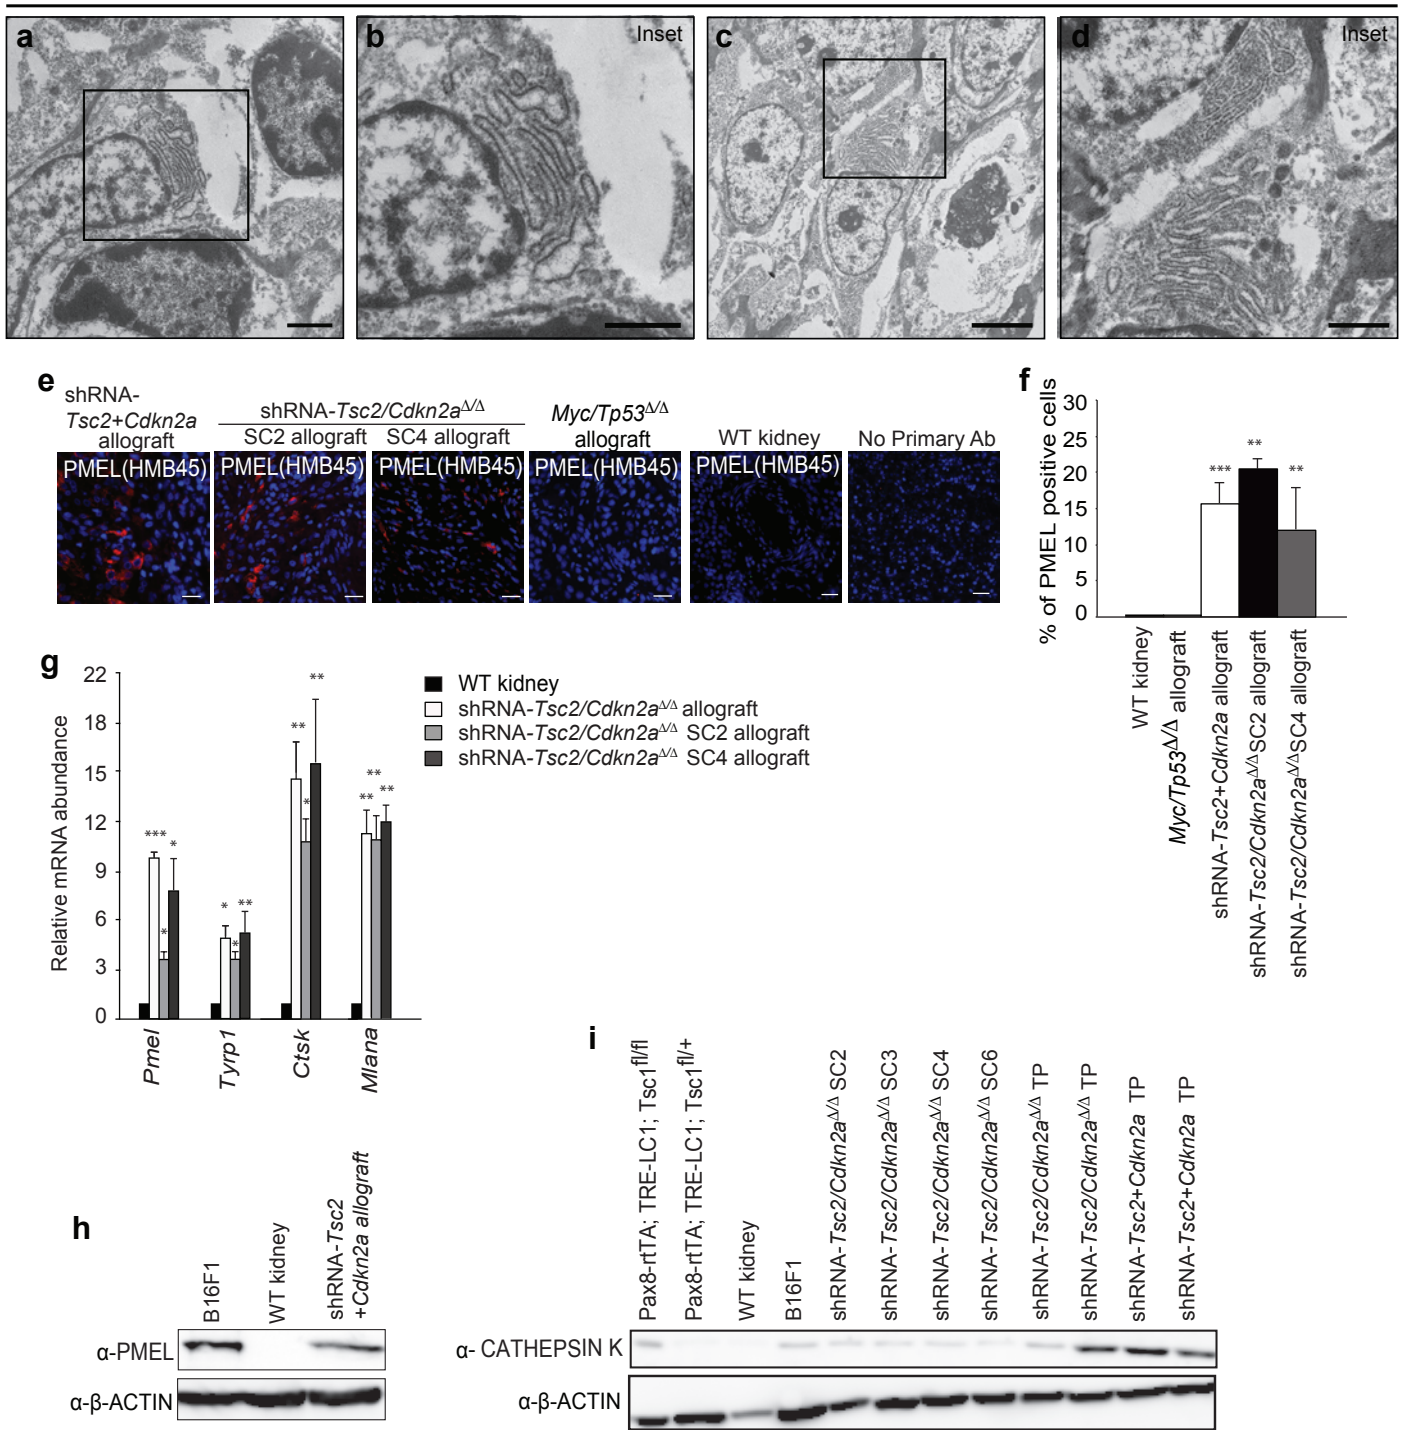 a
b
Inset
c
d
Inset
e
shRNA-
Tsc2+Cdkn2a
allograft
shRNA-Tsc2/Cdkn2aΔ/Δ
SC2 allograft
SC4 allograft
Myc/Tp53Δ/Δ
allograft
WT kidney
No Primary Ab
PMEL(HMB45)
PMEL(HMB45)
PMEL(HMB45)
PMEL(HMB45)
PMEL(HMB45)
f
% of PMEL positive cells
30
25
20
15
10
5
0
***
**
**
WT kidney
Myc/Tp53Δ/Δ allograft
shRNA-Tsc2+Cdkn2a allograft
shRNA-Tsc2/Cdkn2aΔ/ΔSC2 allograft
shRNA-Tsc2/Cdkn2aΔ/ΔSC4 allograft
g
Relative mRNA abundance
22
18
15
12
9
6
3
0
***
*
*
*
*
**
**
*
**
**
**
**
Pmel
Tyrp1
Ctsk
Mlana
WT kidney
shRNA-Tsc2/Cdkn2aΔ/Δ allograft
shRNA-Tsc2/Cdkn2aΔ/Δ SC2 allograft
shRNA-Tsc2/Cdkn2aΔ/Δ SC4 allograft
h
B16F1
WT kidney
shRNA-Tsc2
+Cdkn2a allograft
α-PMEL
α-β-ACTIN
i
Pax8-rtTA; TRE-LC1; Tsc1fl/fl
Pax8-rtTA; TRE-LC1; Tsc1fl/+
WT kidney
B16F1
shRNA-Tsc2/Cdkn2aΔ/Δ SC2
shRNA-Tsc2/Cdkn2aΔ/Δ SC3
shRNA-Tsc2/Cdkn2aΔ/Δ SC4
shRNA-Tsc2/Cdkn2aΔ/Δ SC6
shRNA-Tsc2/Cdkn2aΔ/Δ TP
shRNA-Tsc2/Cdkn2aΔ/Δ TP
shRNA-Tsc2+Cdkn2a TP
shRNA-Tsc2+Cdkn2a TP
α- CATHEPSIN K
α-β-ACTIN